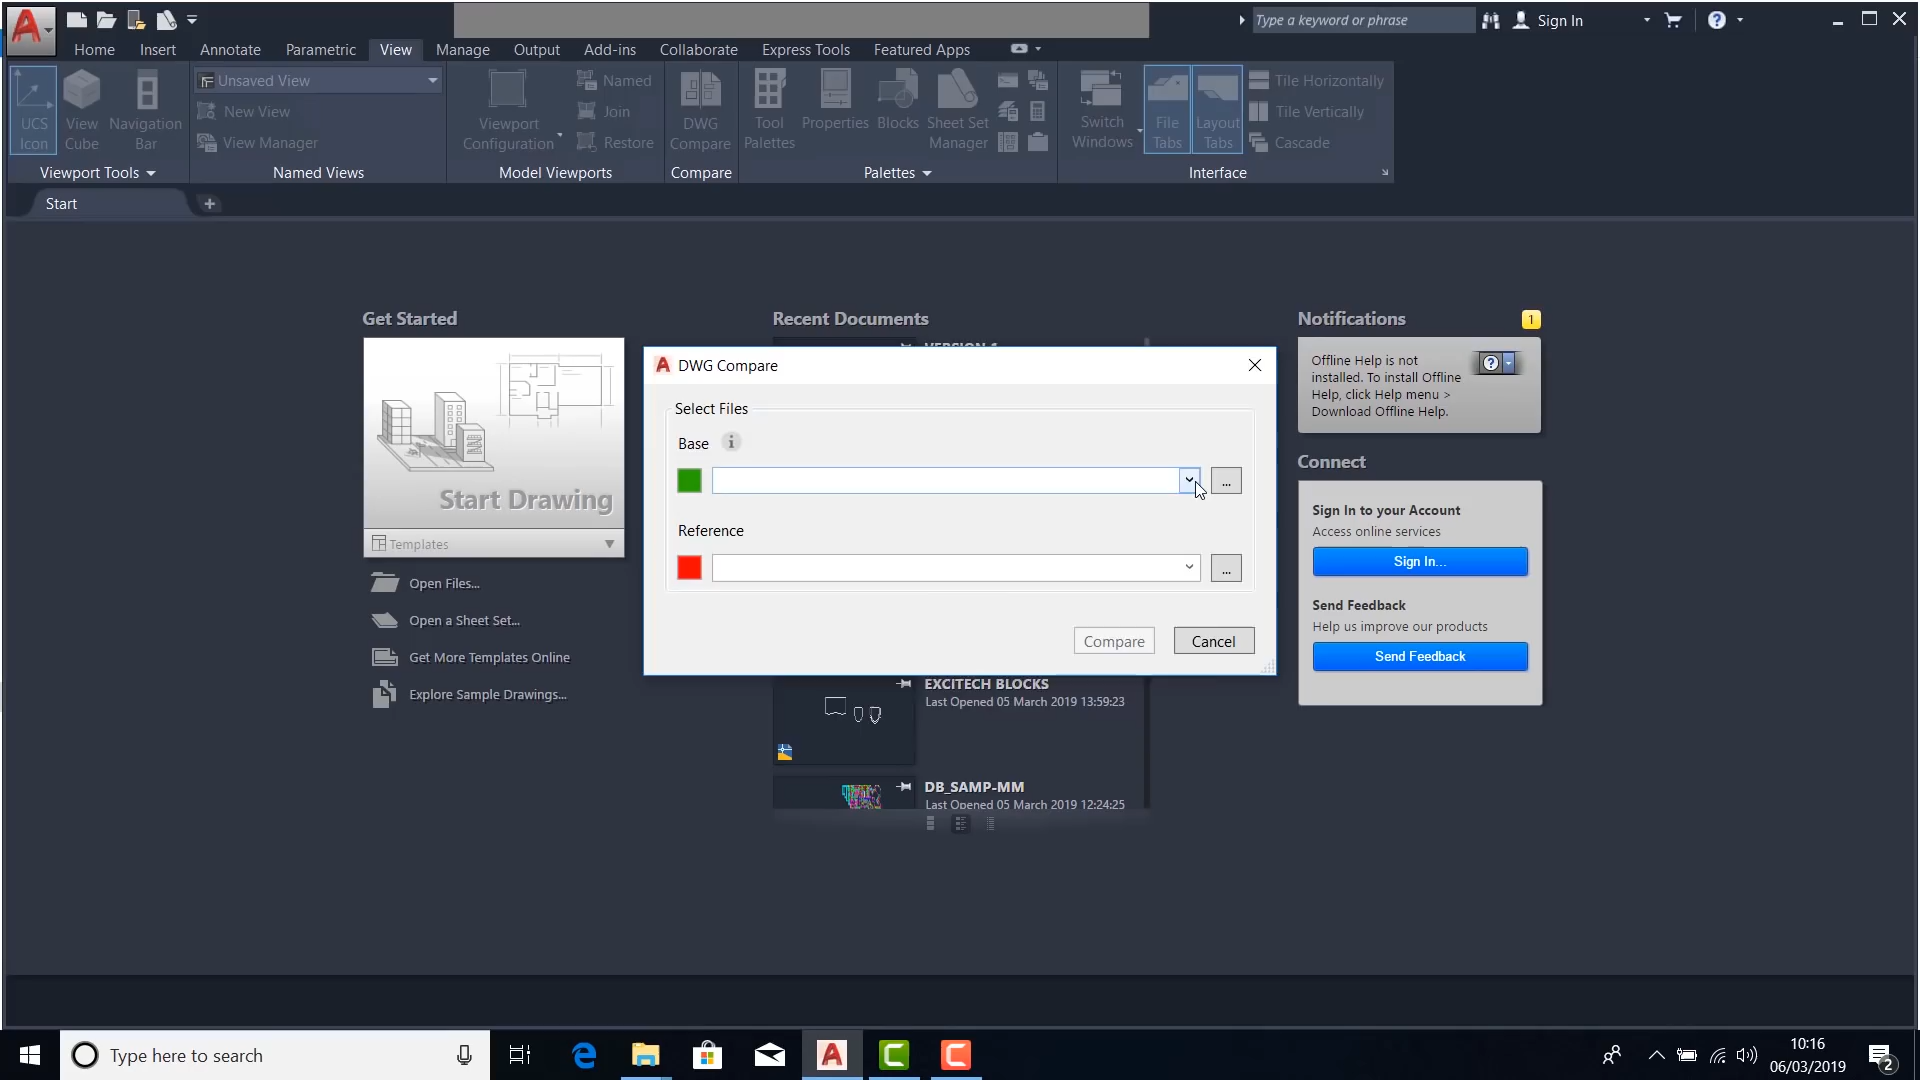 Type a keyword or phrase
Sign In
Home Insert Annotate Parametric View Manage Output Add-ins Collaborate Express Tools Featured Apps
UCS Icon
View Cube
Navigation Bar
Unsaved View
New View
View Manager
Viewport Configuration
Named
Join
Restore
DWG Compare
Tool Palettes
Properties
Blocks
Sheet Set Manager
Switch Windows
File Tabs
Layout Tabs
Tile Horizontally
Tile Vertically
Cascade
Viewport Tools
Named Views
Model Viewports
Compare
Palettes
Interface
Start
Get Started
Start Drawing
Templates
Open Files...
Open a Sheet Set...
Get More Templates Online
Explore Sample Drawings...
Recent Documents
VERSION 1
DWG Compare
Select Files
Base
...
Reference
...
Compare
Cancel
EXCITECH BLOCKS
Last Opened 05 March 2019 13:59:23
DB_SAMP-MM
Last Opened 05 March 2019 12:24:25
Notifications
1
Offline Help is not
installed. To install Offline
Help, click Help menu >
Download Offline Help.
Connect
Sign In to your Account
Access online services
Sign In...
Send Feedback
Help us improve our products
Send Feedback
Type here to search
10:16
06/03/2019
2